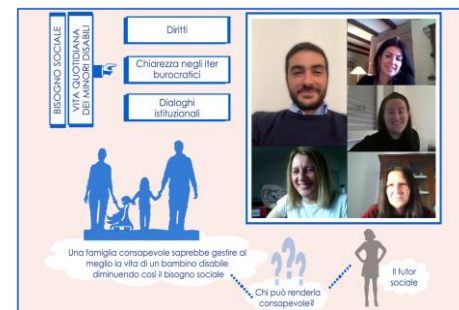 BISOGNO SOCIALE
VITA QUOTIDIANA
DEI MINORI DISABILI
Diritti
Chiarezza negli iter
burocratici
Dialoghi
istituzionali
Una famiglia consapevole saprebbe gestire al
meglio la vita di un bambino disabile
diminuendo così il bisogno sociale
???
Chi può renderla
consapevole?
Il tutor
sociale